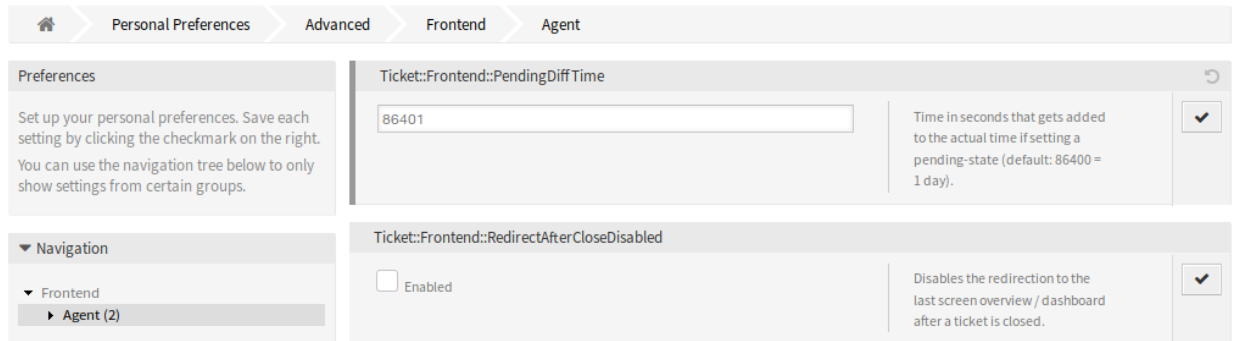 Personal Preferences Advanced Frontend Agent
Preferences
Set up your personal preferences. Save each
setting by clicking the checkmark on the right.
You can use the navigation tree below to only
show settings from certain groups.
Navigation
Frontend
Agent (2)
Ticket::Frontend::PendingDiffTime
86401
Time in seconds that gets added
to the actual time if setting a
pending-state (default: 86400 =
1 day).
Ticket::Frontend::RedirectAfterCloseDisabled
Enabled
Disables the redirection to the
last screen overview / dashboard
after a ticket is closed.